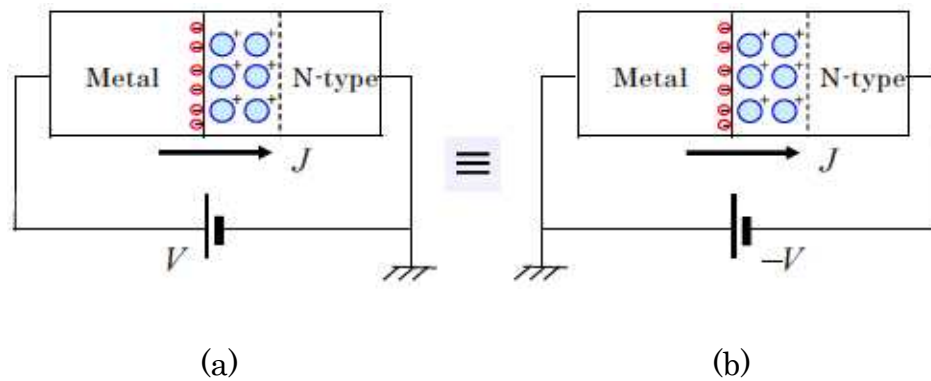 Metal
N-type
J
V
(a)
≡
Metal
N-type
J
−V
(b)